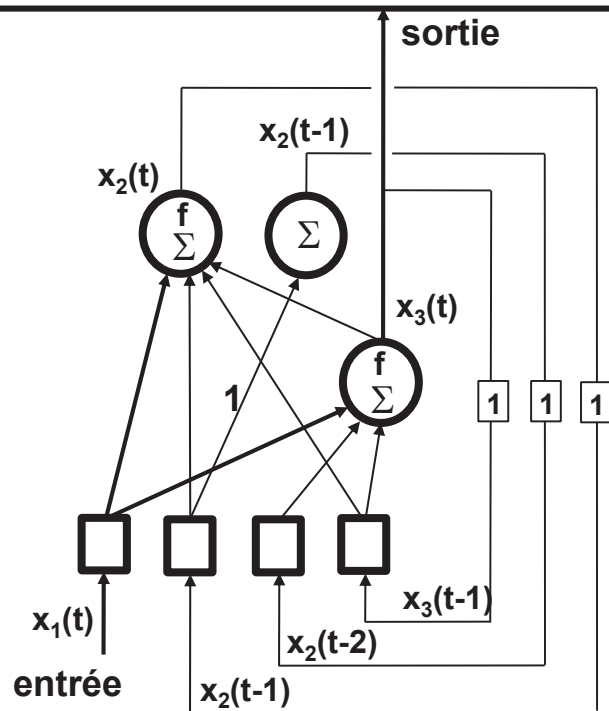 sortie
x₂(t-1)
x₂(t)
f
Σ
Σ
x₃(t)
f
Σ
1
1
1
1
x₃(t-1)
x₁(t)
x₂(t-2)
entrée
x₂(t-1)